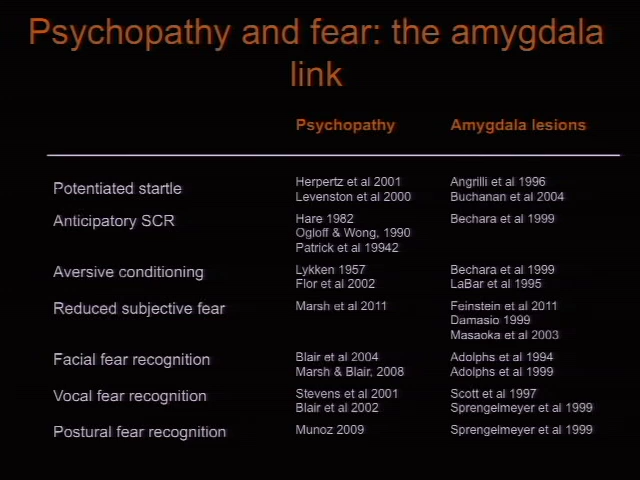 Psychopathy and fear: the amygdala
link
Psychopathy Amygdala lesions
Potentiated startle Herpertz et al 2001 Angrilli et al 1996
Levenston et al 2000 Buchanan et al 2004
Anticipatory SCR Hare 1982 Bechara et al 1999
Ogloff & Wong, 1990
Patrick et al 19942
Aversive conditioning Lykken 1957 Bechara et al 1999
Flor et al 2002 LaBar et al 1995
Reduced subjective fear Marsh et al 2011 Feinstein et al 2011
Damasio 1999
Masaoka et al 2003
Facial fear recognition Blair et al 2004 Adolphs et al 1994
Marsh & Blair, 2008 Adolphs et al 1999
Vocal fear recognition Stevens et al 2001 Scott et al 1997
Blair et al 2002 Sprengelmeyer et al 1999
Postural fear recognition Munoz 2009 Sprengelmeyer et al 1999